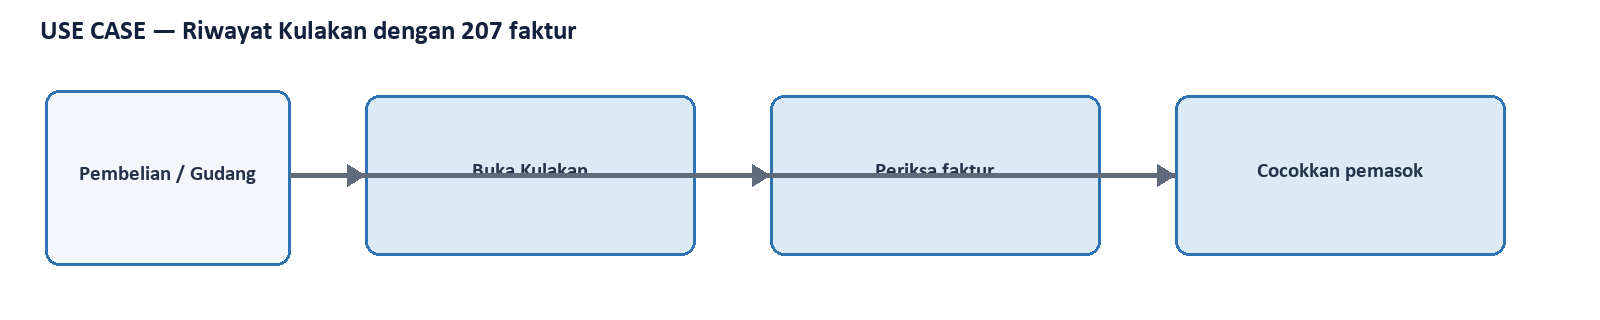 USE CASE — Riwayat Kulakan dengan 207 faktur
Pembelian / Gudang
Buka Kulakan
Periksa faktur
Cocokkan pemasok